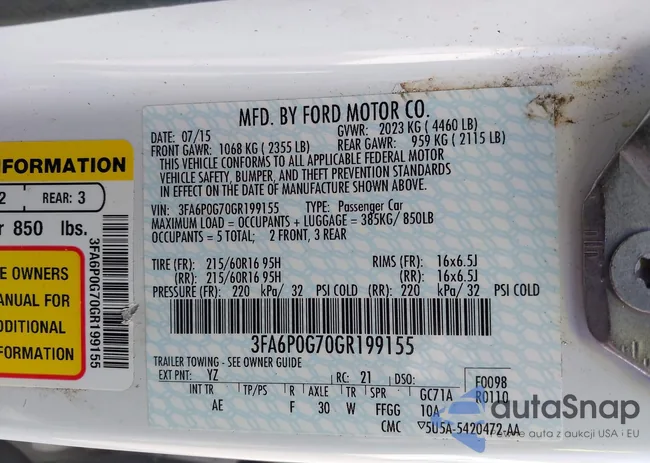 MFD. BY FORD MOTOR CO.
DATE: 07/15 GVWR: 2023 KG ( 4460 LB)
FRONT GAWR: 1068 KG ( 2355 LB) REAR GAWR: 959 KG ( 2115 LB)
THIS VEHICLE CONFORMS TO ALL APPLICABLE FEDERAL MOTOR
VEHICLE SAFETY, BUMPER, AND THEFT PREVENTION STANDARDS
IN EFFECT ON THE DATE OF MANUFACTURE SHOWN ABOVE.
VIN: 3FA6P0G70GR199155 TYPE: Passenger Car
MAXIMUM LOAD = OCCUPANTS + LUGGAGE = 385KG/ 850LB
OCCUPANTS = 5 TOTAL; 2 FRONT, 3 REAR
TIRE (FR): 215/60R16 95H RIMS (FR): 16x6.5J
(RR): 215/60R16 95H (RR): 16x6.5J
PRESSURE (FR): 220 kPa/ 32 PSI COLD (RR): 220 kPa/ 32 PSI COLD
3FA6P0G70GR199155
TRAILER TOWING - SEE OWNER GUIDE
EXT PNT: YZ RC: 21 DSO: F0098
INT TR TP/PS R AXLE TR SPR GC71A R0110
AE F 30 W FFGG 10A
CMC ▽5U5A-5420472-AA
INFORMATION
2 REAR: 3
850 lbs.
3FA6P0G70GR199155
E OWNERS
ANUAL FOR
DDITIONAL
FORMATION
autaSnap
auta z aukcji USA i EU